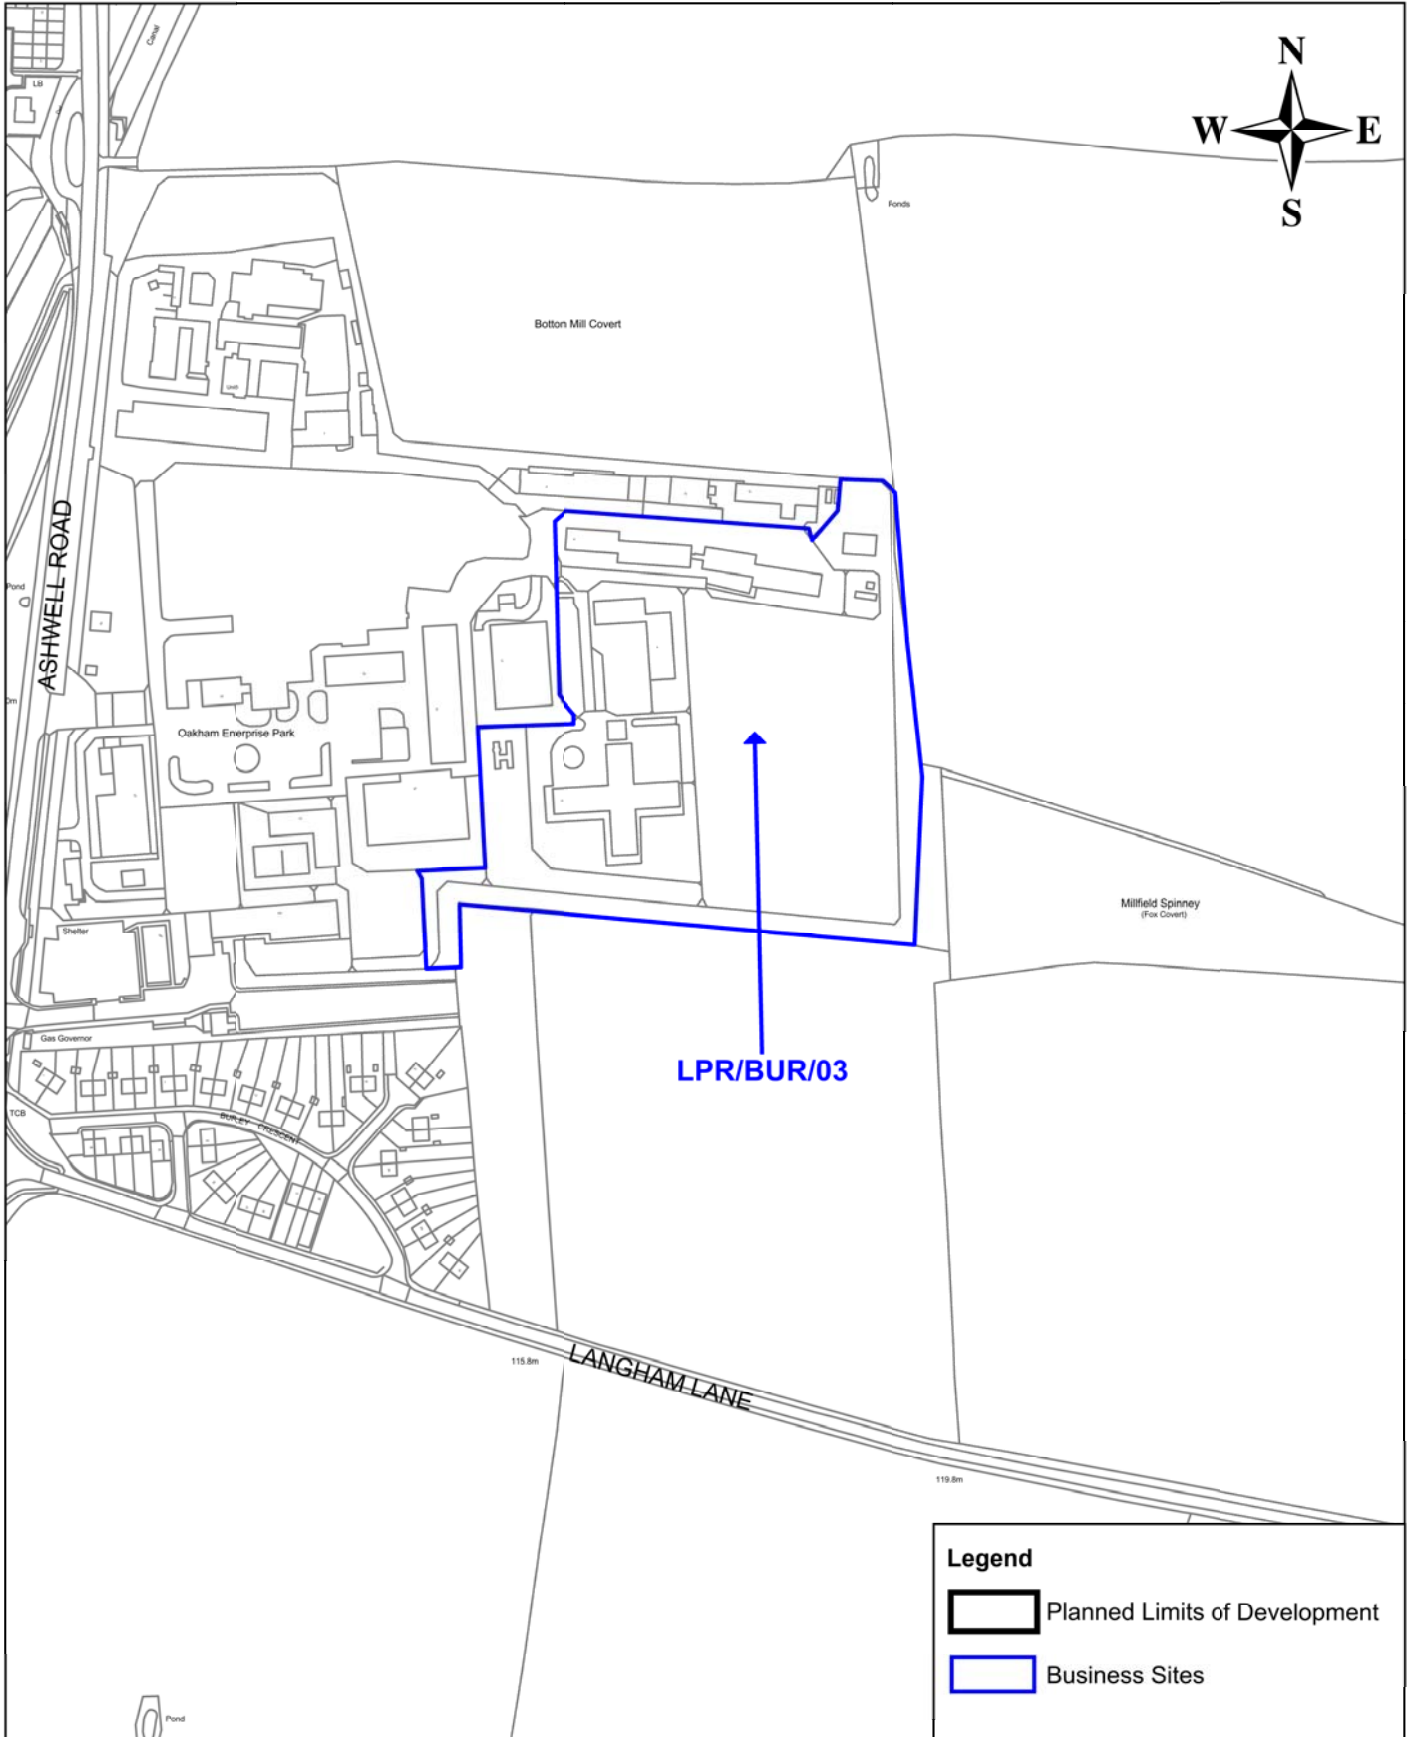 Canal
LB
N
W E
S
Ponds
Botton Mill Covert
Unit5
ASHWELL ROAD
Pond
0m
Oakham Enerprise Park
Millfield Spinney
(Fox Covert)
Shelter
Gas Governor
LPR/BUR/03
TCB
BURLEY CRESCENT
115.8m
LANGHAM LANE
119.8m
Legend
Planned Limits of Development
Business Sites
Pond